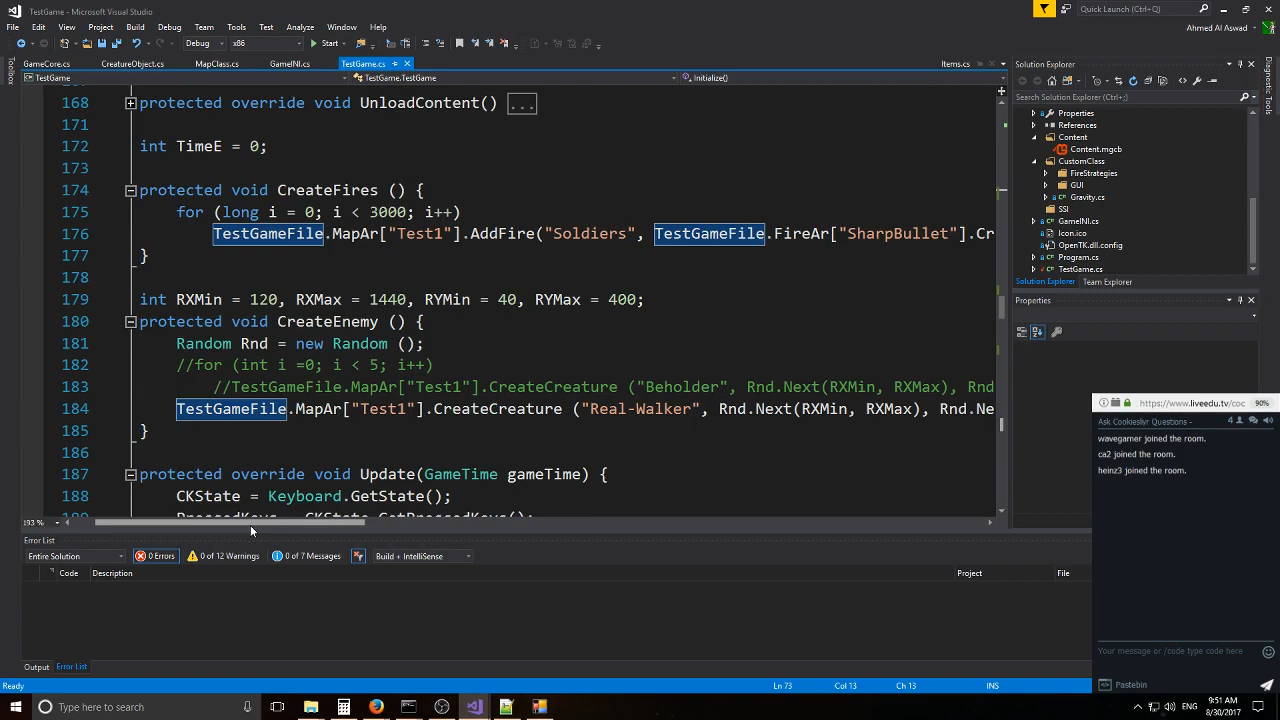 TestGame - Microsoft Visual Studio
Quick Launch (Ctrl+Q)
File Edit View Project Build Debug Team Tools Test Analyze Window Help
Ahmed Al Aswad
Debug x86 Start
GameCore.cs CreatureObject.cs MapClass.cs GameINI.cs TestGame.cs Items.cs
TestGame TestGame.TestGame Initialize()
Toolbox
168 protected override void UnloadContent() ...
171
172 int TimeE = 0;
173
174 protected void CreateFires () {
175 for (long i = 0; i < 3000; i++)
176 TestGameFile.MapAr["Test1"].AddFire("Soldiers", TestGameFile.FireAr["SharpBullet"].Cr
177 }
178
179 int RXMin = 120, RXMax = 1440, RYMin = 40, RYMax = 400;
180 protected void CreateEnemy () {
181 Random Rnd = new Random ();
182 //for (int i =0; i < 5; i++)
183 //TestGameFile.MapAr["Test1"].CreateCreature ("Beholder", Rnd.Next(RXMin, RXMax), Rnd
184 TestGameFile.MapAr["Test1"].CreateCreature ("Real-Walker", Rnd.Next(RXMin, RXMax), Rnd.Ne
185 }
186
187 protected override void Update(GameTime gameTime) {
188 CKState = Keyboard.GetState();
193 %
Solution Explorer
Search Solution Explorer (Ctrl+;)
Properties
References
Content
Content.mgcb
CustomClass
FireStrategies
GUI
Gravity.cs
SSI
GameINI.cs
Icon.ico
OpenTK.dll.config
Program.cs
TestGame.cs
Solution Explorer Team Explorer
Properties
Diagnostic Tools
Error List
Entire Solution 0 Errors 0 of 12 Warnings 0 of 7 Messages Build + IntelliSense
Code Description Project File
Output Error List
Ready Ln 73 Col 13 Ch 13 INS
https://www.liveedu.tv/coc 90%
Ask Cookiesliyr Questions - 4
wavegamer joined the room.
ca2 joined the room.
heinz3 joined the room.
Your message or /code type code here
Pastebin
Type here to search
ENG
9:51 AM
8/30/2017